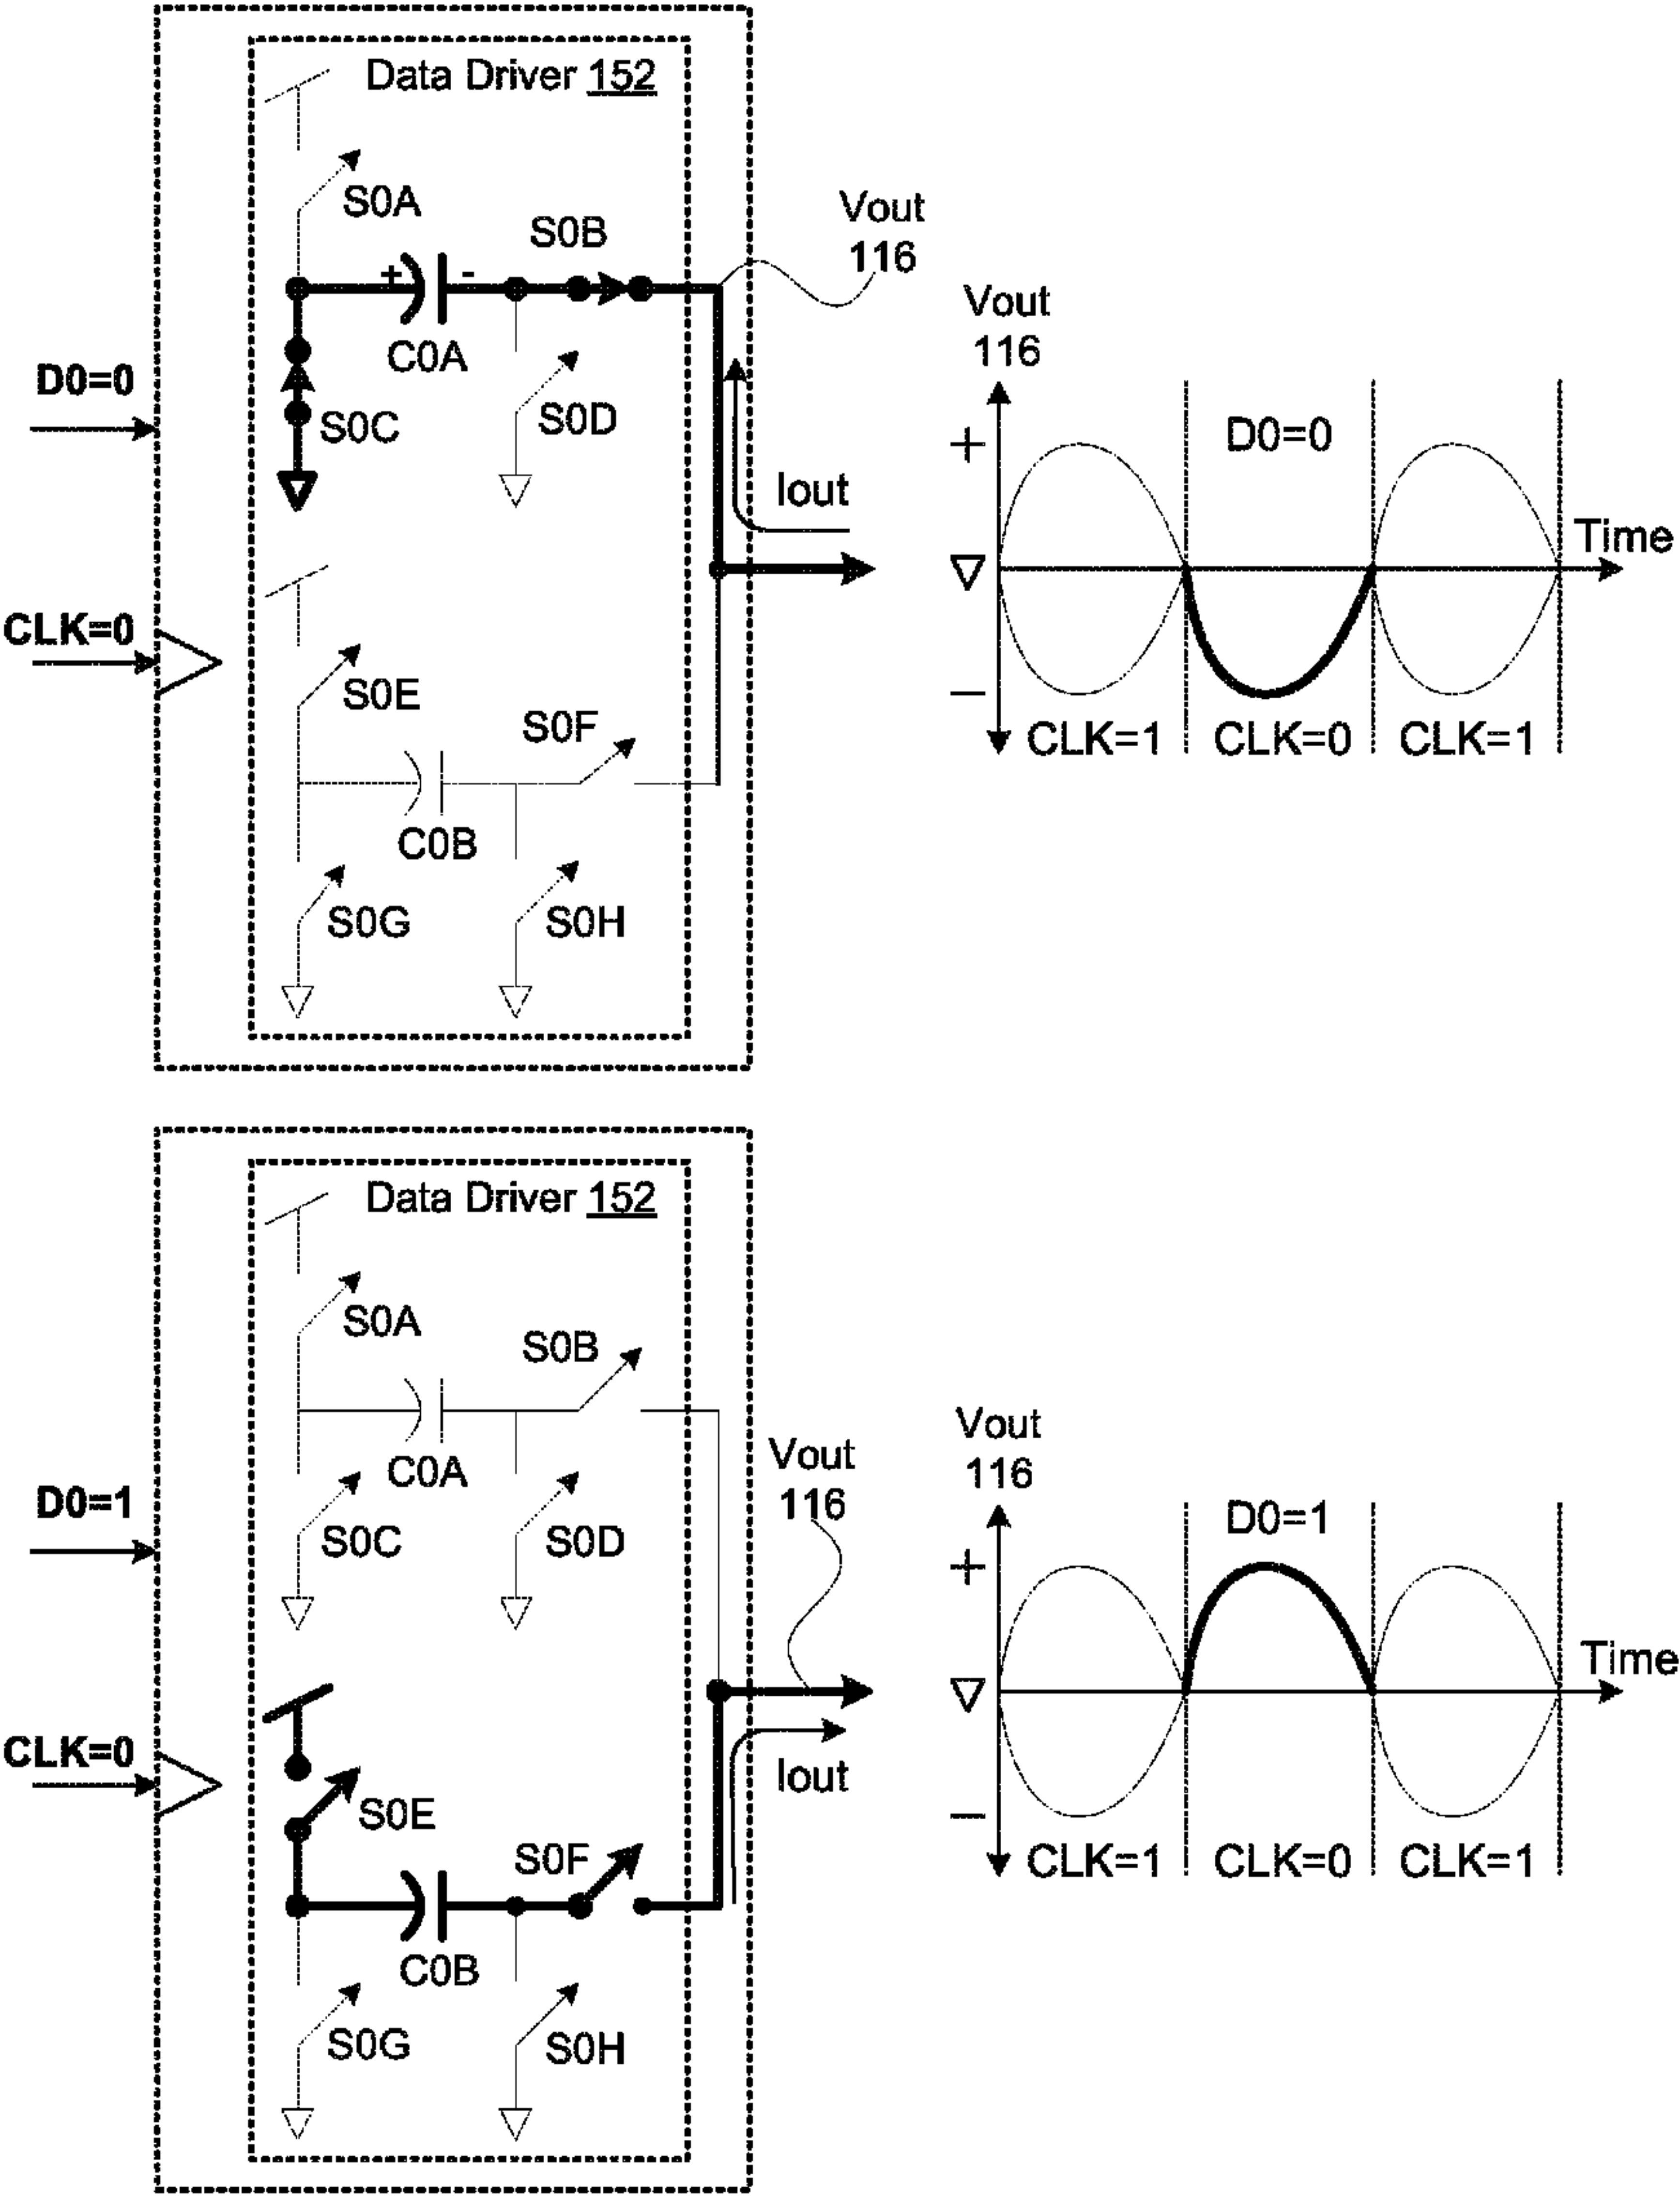 Data Driver 152
S0A
S0B
Vout
116
+ -
C0A
D0=0
S0C
S0D
Iout
CLK=0
S0E
S0F
C0B
S0G
S0H
Vout
116
+
D0=0
Time
−
CLK=1
CLK=0
CLK=1
Data Driver 152
S0A
S0B
C0A
D0=1
S0C
S0D
Vout
116
CLK=0
S0E
Iout
S0F
C0B
S0G
S0H
Vout
116
D0=1
+
Time
−
CLK=1
CLK=0
CLK=1